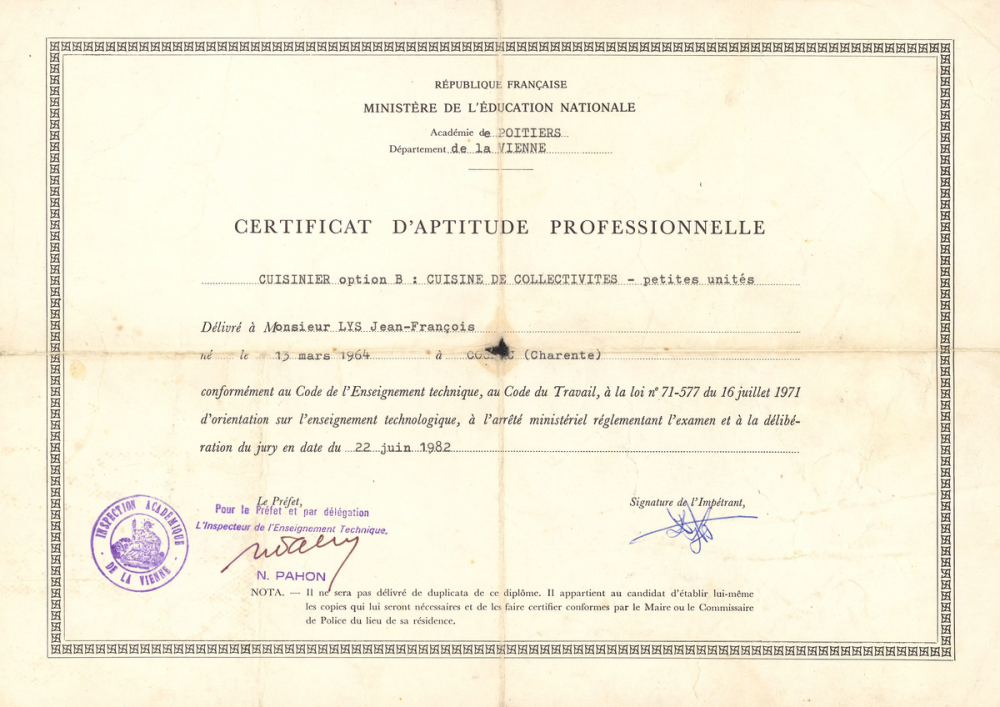 RÉPUBLIQUE FRANÇAISE
MINISTÈRE DE L'ÉDUCATION NATIONALE
Académie de POITIERS
Département de la VIENNE
CERTIFICAT D'APTITUDE PROFESSIONNELLE
CUISINIER option B : CUISINE DE COLLECTIVITES - petites unités
Délivré à Monsieur LYS Jean-François
né le 13 mars 1964 à (Charente)
conformément au Code de l'Enseignement technique, au Code du Travail, à la loi n° 71-577 du 16 juillet 1971
d'orientation sur l'enseignement technologique, à l'arrêté ministériel réglementant l'examen et à la délibé-
ration du jury en date du 22 juin 1982
Le Préfet,
Signature de l'Impétrant,
Pour le Préfet et par délégation
L'Inspecteur de l'Enseignement Technique,
N. PAHON
INSPECTION ACADÉMIQUE
DE LA VIENNE
NOTA. — Il ne sera pas délivré de duplicata de ce diplôme. Il appartient au candidat d'établir lui-même
les copies qui lui seront nécessaires et de les faire certifier conformes par le Maire ou le Commissaire
de Police du lieu de sa résidence.